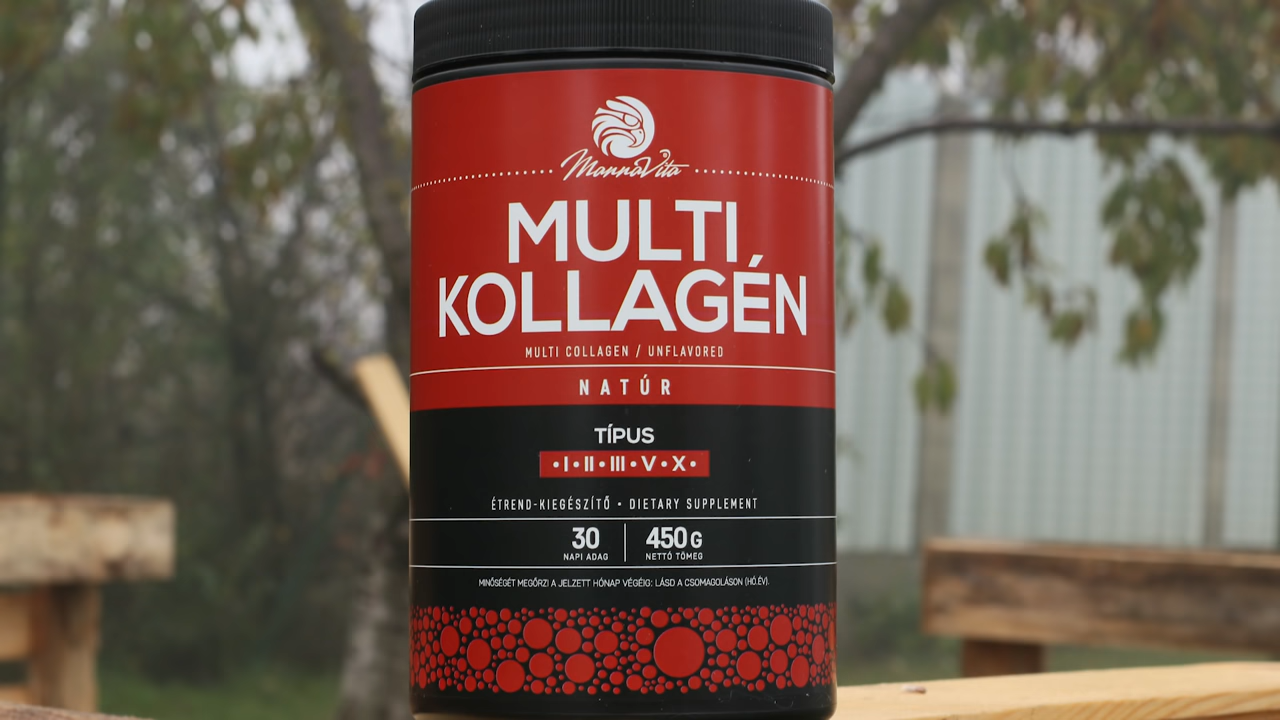 MannaVita
MULTI
KOLLAGÉN
MULTI COLLAGEN / UNFLAVORED
NATÚR
TÍPUS
•I•II•III•V•X•
ÉTREND-KIEGÉSZÍTŐ • DIETARY SUPPLEMENT
30 450G
NAPI ADAG NETTÓ TÖMEG
MINŐSÉGÉT MEGŐRZI A JELZETT HÓNAP VÉGÉIG: LÁSD A CSOMAGOLÁSON (HÓ.ÉV).